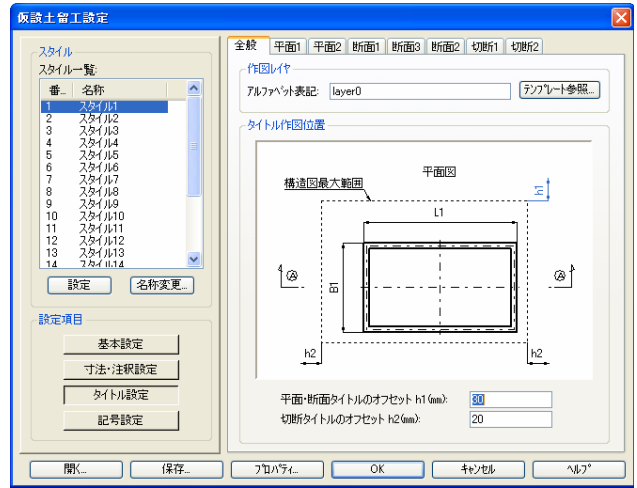 仮設土留工設定
スタイル
スタイル一覧:
番... 名称
1 スタイル1
2 スタイル2
3 スタイル3
4 スタイル4
5 スタイル5
6 スタイル6
7 スタイル7
8 スタイル8
9 スタイル9
10 スタイル10
11 スタイル11
12 スタイル12
13 スタイル13
14 スタイル14
設定 名称変更...
設定項目
基本設定
寸法・注釈設定
タイトル設定
記号設定
全般 平面1 平面2 断面1 断面3 断面2 切断1 切断2
作図レイヤ
アルファベット表記: layer0 テンプレート参照...
タイトル作図位置
平面図
構造図最大範囲
h1
L1
A
B1
A
h2
h2
平面・断面タイトルのオフセット h1(mm): 30
切断タイトルのオフセット h2(mm): 20
開く... 保存... プロパティ... OK キャンセル ヘルプ